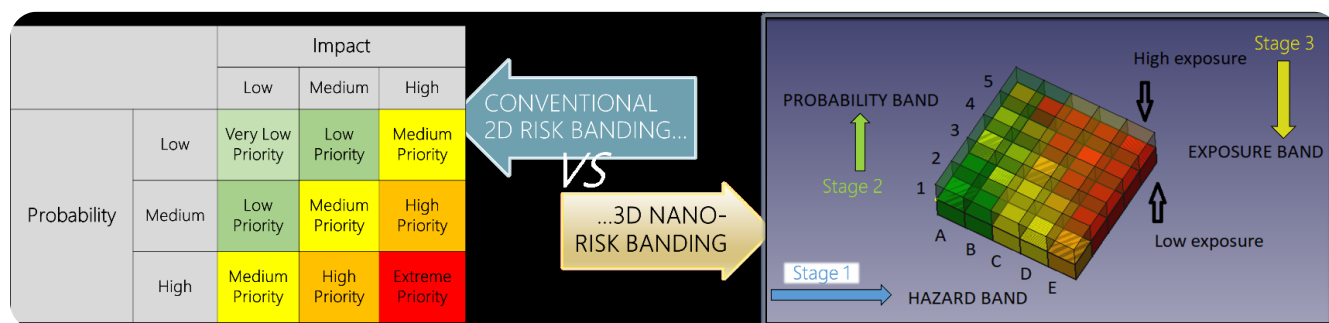 Impact
Low
Medium
High
Probability
Low
Very Low
Priority
Low
Priority
Medium
Priority
Medium
Low
Priority
Medium
Priority
High
Priority
High
Medium
Priority
High
Priority
Extreme
Priority
CONVENTIONAL
2D RISK BANDING...
VS
...3D NANO-
RISK BANDING
Stage 3
High exposure
PROBABILITY BAND
EXPOSURE BAND
Stage 2
5
4
3
2
1
A
B
C
D
E
Low exposure
Stage 1
HAZARD BAND